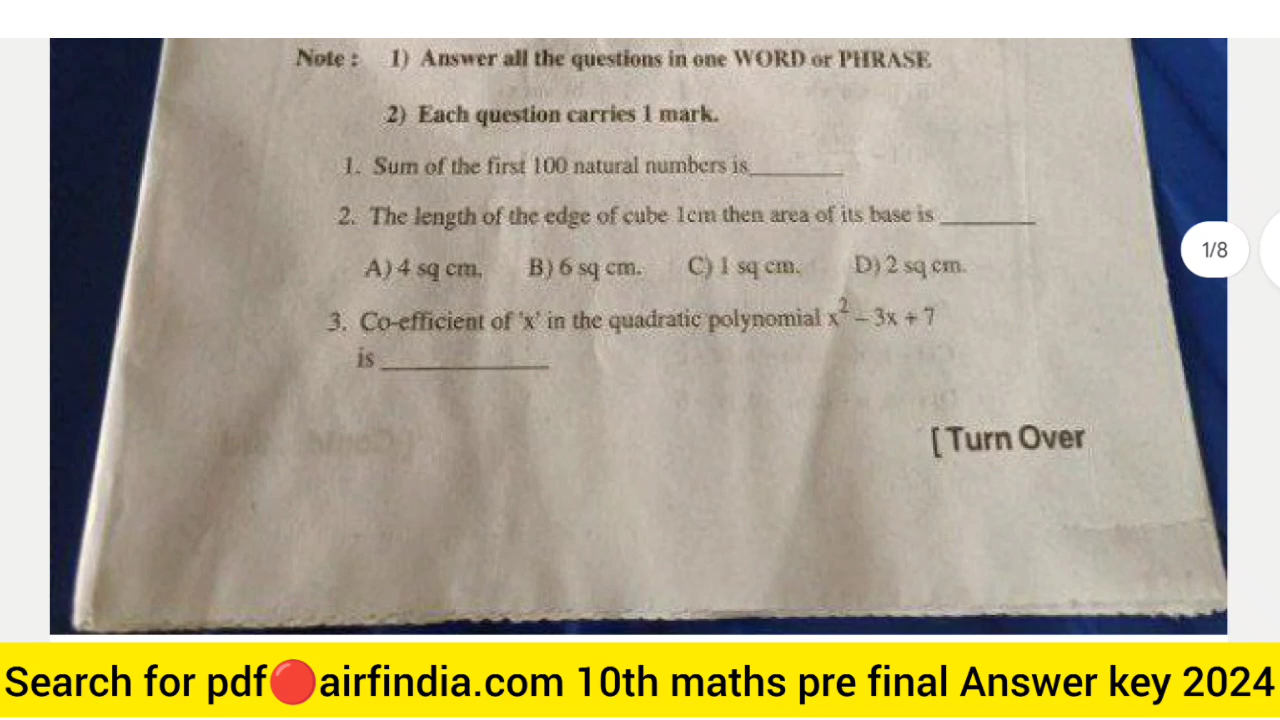 Note : 1) Answer all the questions in one WORD or PHRASE
2) Each question carries 1 mark.
1. Sum of the first 100 natural numbers is_________
2. The length of the edge of cube 1cm then area of its base is _________
A) 4 sq cm. B) 6 sq cm. C) 1 sq cm. D) 2 sq cm.
3. Co-efficient of 'x' in the quadratic polynomial x² – 3x + 7
is ________________
[ Turn Over
1/8
Search for pdf🔴airfindia.com 10th maths pre final Answer key 2024